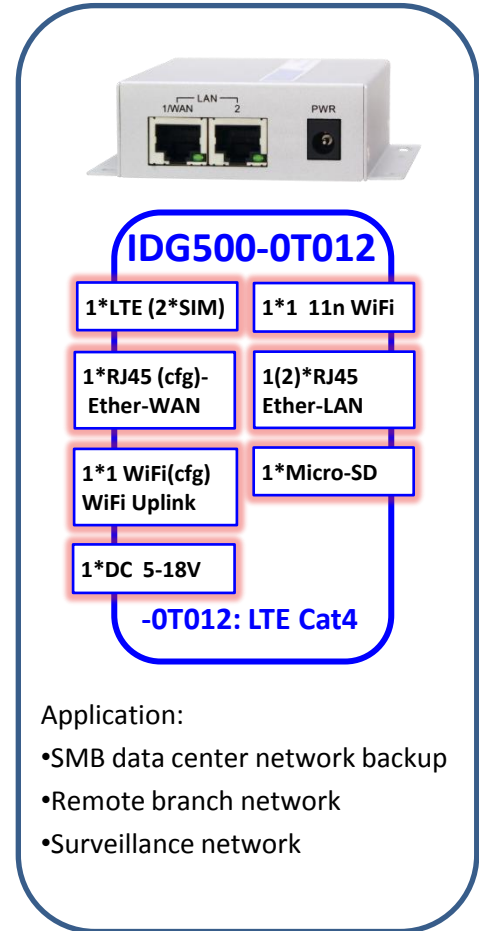 LAN
1/WAN 2 PWR
IDG500-0T012
1*LTE (2*SIM) 1*1 11n WiFi
1*RJ45 (cfg)-
Ether-WAN
1(2)*RJ45
Ether-LAN
1*1 WiFi(cfg)
WiFi Uplink
1*Micro-SD
1*DC 5-18V
-0T012: LTE Cat4
Application:
•SMB data center network backup
•Remote branch network
•Surveillance network